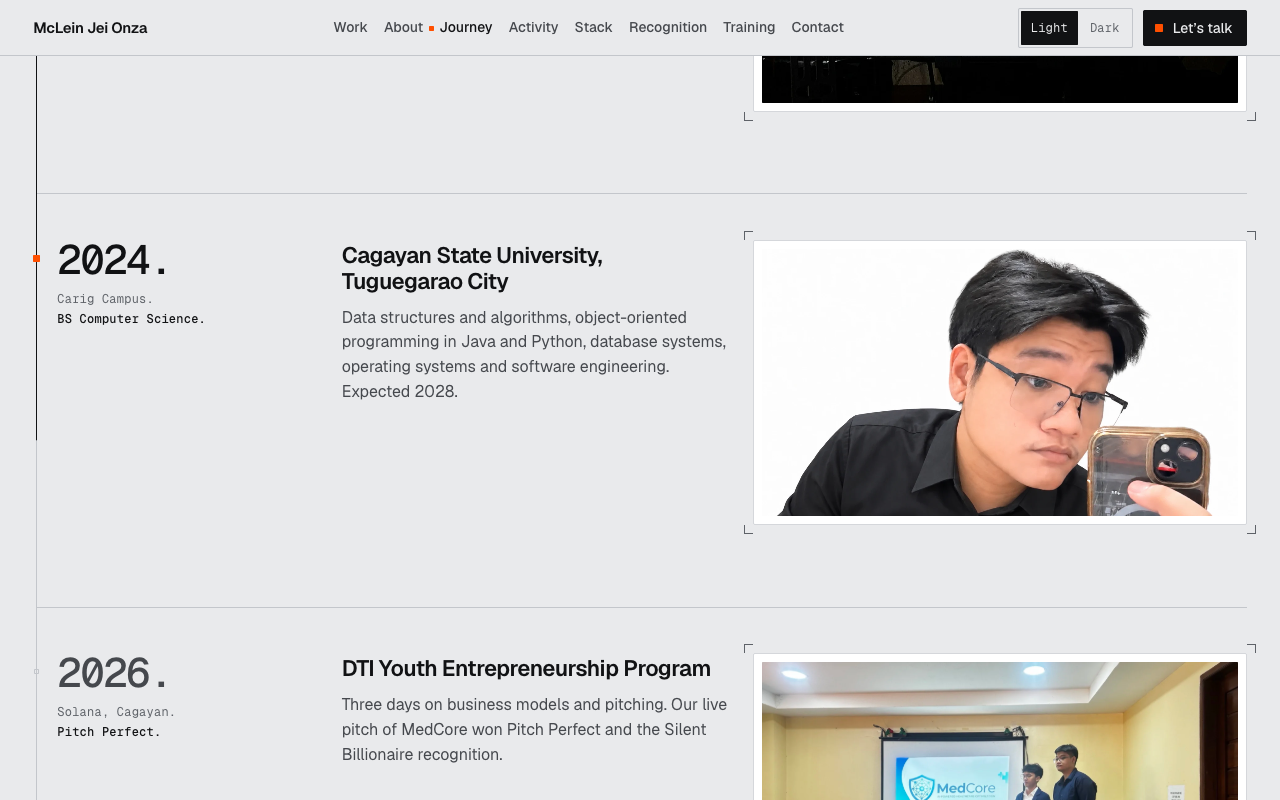 McLein Jei Onza
Work About Journey Activity Stack Recognition Training Contact
Light Dark
Let's talk
2024.
Carig Campus.
BS Computer Science.
Cagayan State University,
Tuguegarao City
Data structures and algorithms, object-oriented
programming in Java and Python, database systems,
operating systems and software engineering.
Expected 2028.
2026.
Solana, Cagayan.
Pitch Perfect.
DTI Youth Entrepreneurship Program
Three days on business models and pitching. Our live
pitch of MedCore won Pitch Perfect and the Silent
Billionaire recognition.
MedCore